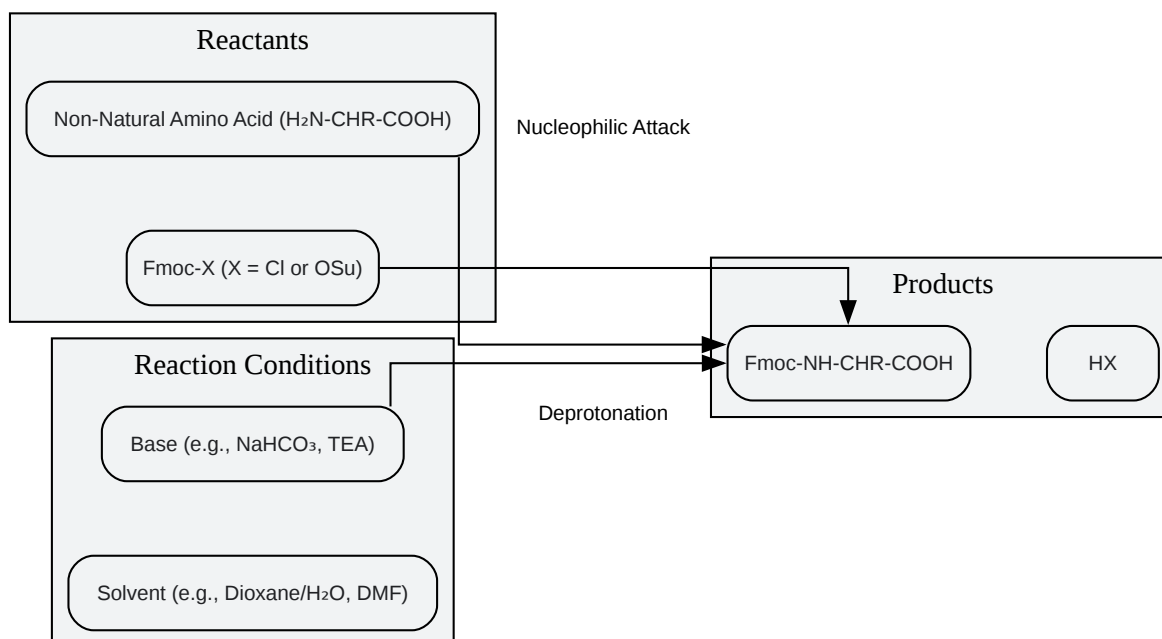 Reactants
Non-Natural Amino Acid (H₂N-CHR-COOH)
Nucleophilic Attack
Fmoc-X (X = Cl or OSu)
Products
Fmoc-NH-CHR-COOH
HX
Reaction Conditions
Deprotonation
Base (e.g., NaHCO₃, TEA)
Solvent (e.g., Dioxane/H₂O, DMF)